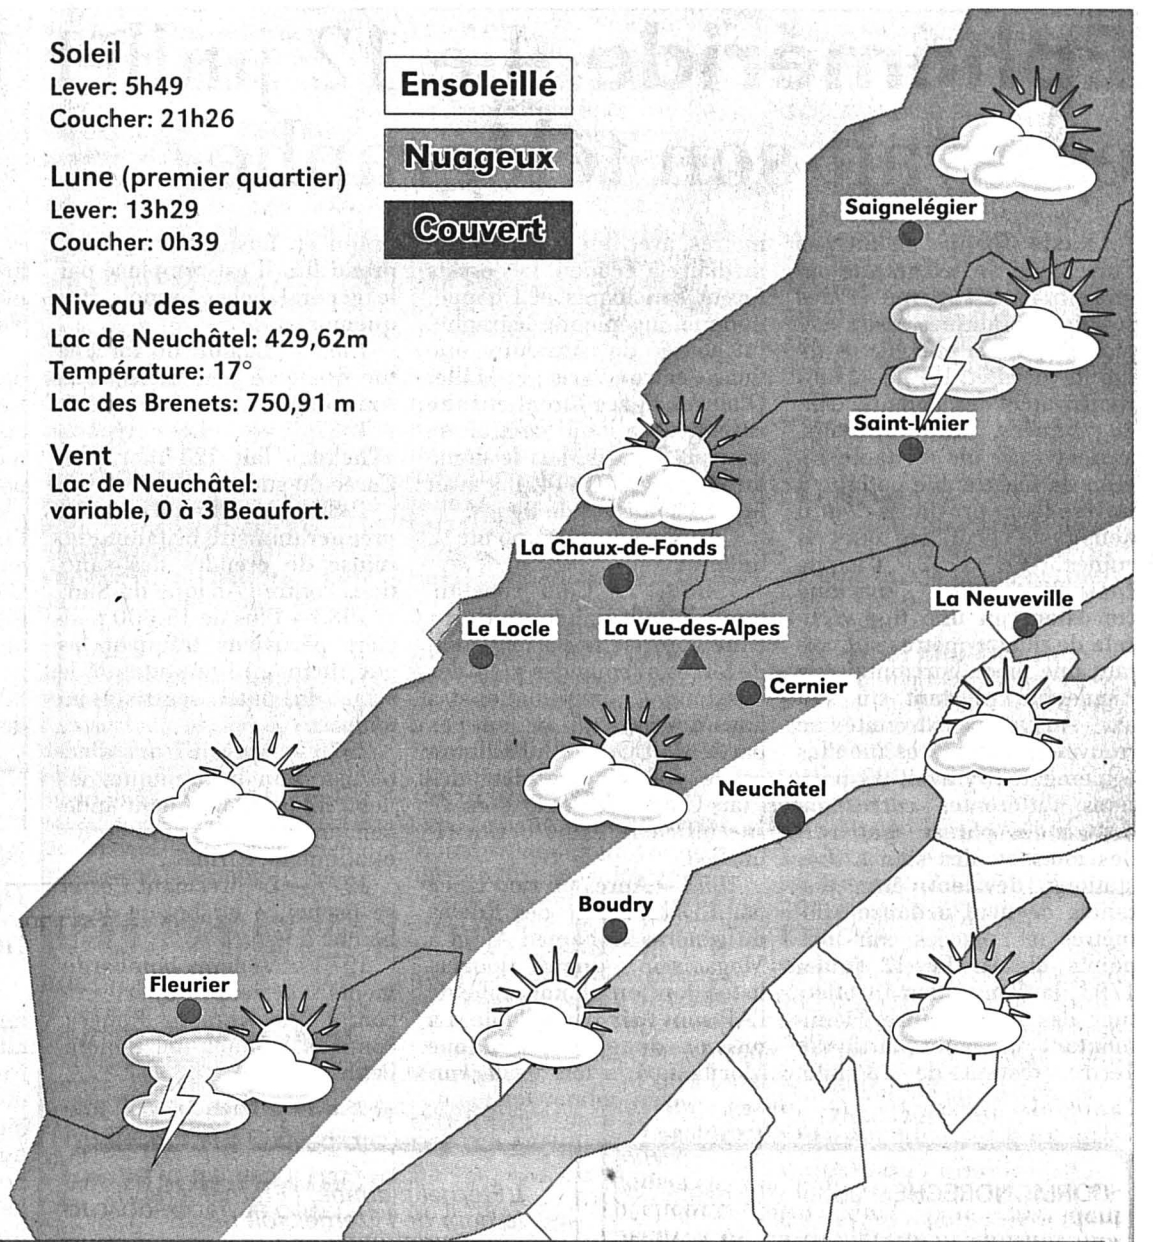 Soleil
Lever: 5h49
Coucher: 21h26
Lune (premier quartier)
Lever: 13h29
Coucher: 0h39
Niveau des eaux
Lac de Neuchâtel: 429,62m
Température: 17°
Lac des Brenets: 750,91 m
Vent
Lac de Neuchâtel:
variable, 0 à 3 Beaufort.
Ensoleillé
Nuageux
Couvert
Saignelégier
Saint-Imier
La Chaux-de-Fonds
La Neuveville
Le Locle
La Vue-des-Alpes
Cernier
Neuchâtel
Boudry
Fleurier